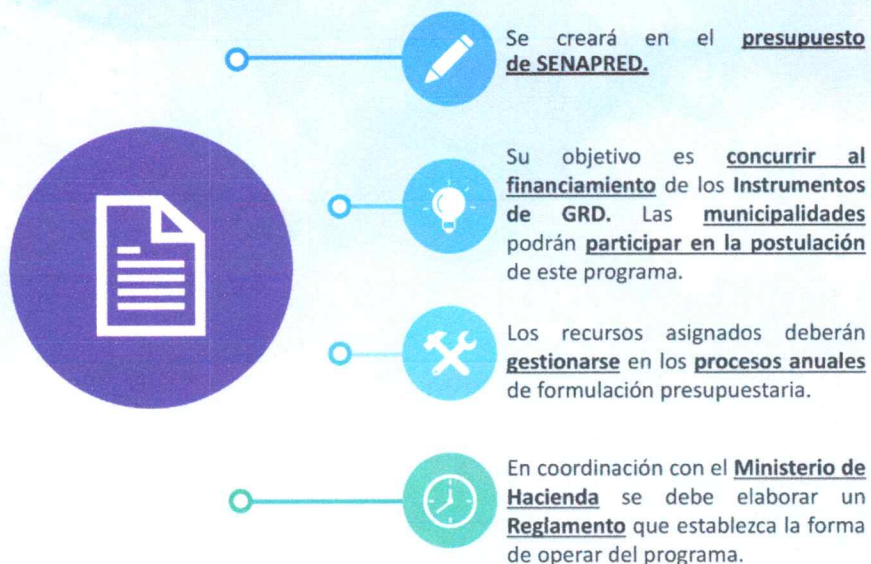 Se creará en el presupuesto
de SENAPRED.
Su objetivo es concurrir al
financiamiento de los Instrumentos
de GRD. Las municipalidades
podrán participar en la postulación
de este programa.
Los recursos asignados deberán
gestionarse en los procesos anuales
de formulación presupuestaria.
En coordinación con el Ministerio de
Hacienda se debe elaborar un
Reglamento que establezca la forma
de operar del programa.